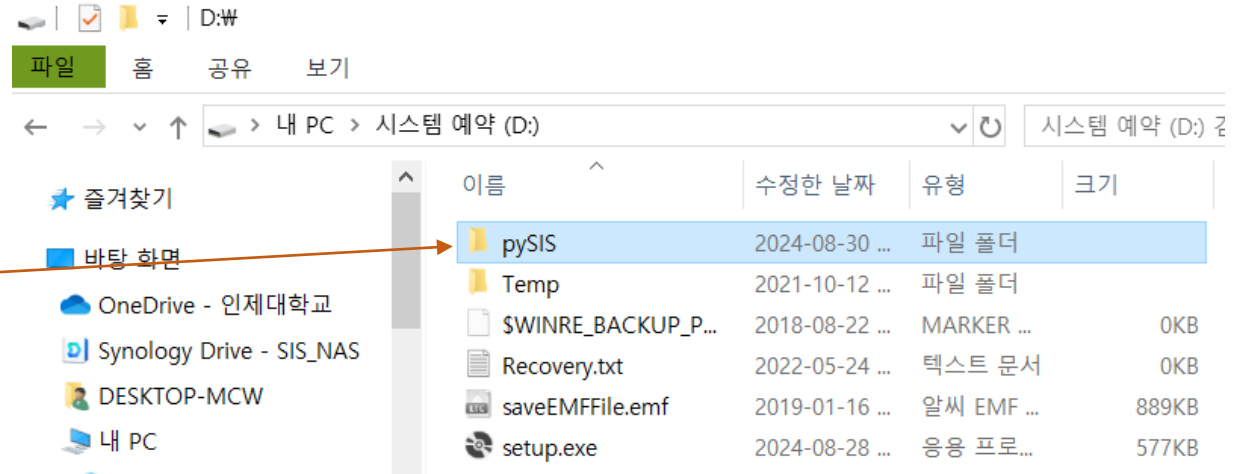 D:₩
파일 홈 공유 보기
내 PC 시스템 예약 (D:) 시스템 예약 (D:)
이름 수정한 날짜 유형 크기
즐겨찾기
바탕 화면
OneDrive - 인제대학교
Synology Drive - SIS_NAS
DESKTOP-MCW
내 PC
pySIS 2024-08-30 ... 파일 폴더
Temp 2021-10-12 ... 파일 폴더
$WINRE_BACKUP_P... 2018-08-22 ... MARKER ... 0KB
Recovery.txt 2022-05-24 ... 텍스트 문서 0KB
saveEMFFile.emf 2019-01-16 ... 알씨 EMF ... 889KB
setup.exe 2024-08-28 ... 응용 프로... 577KB